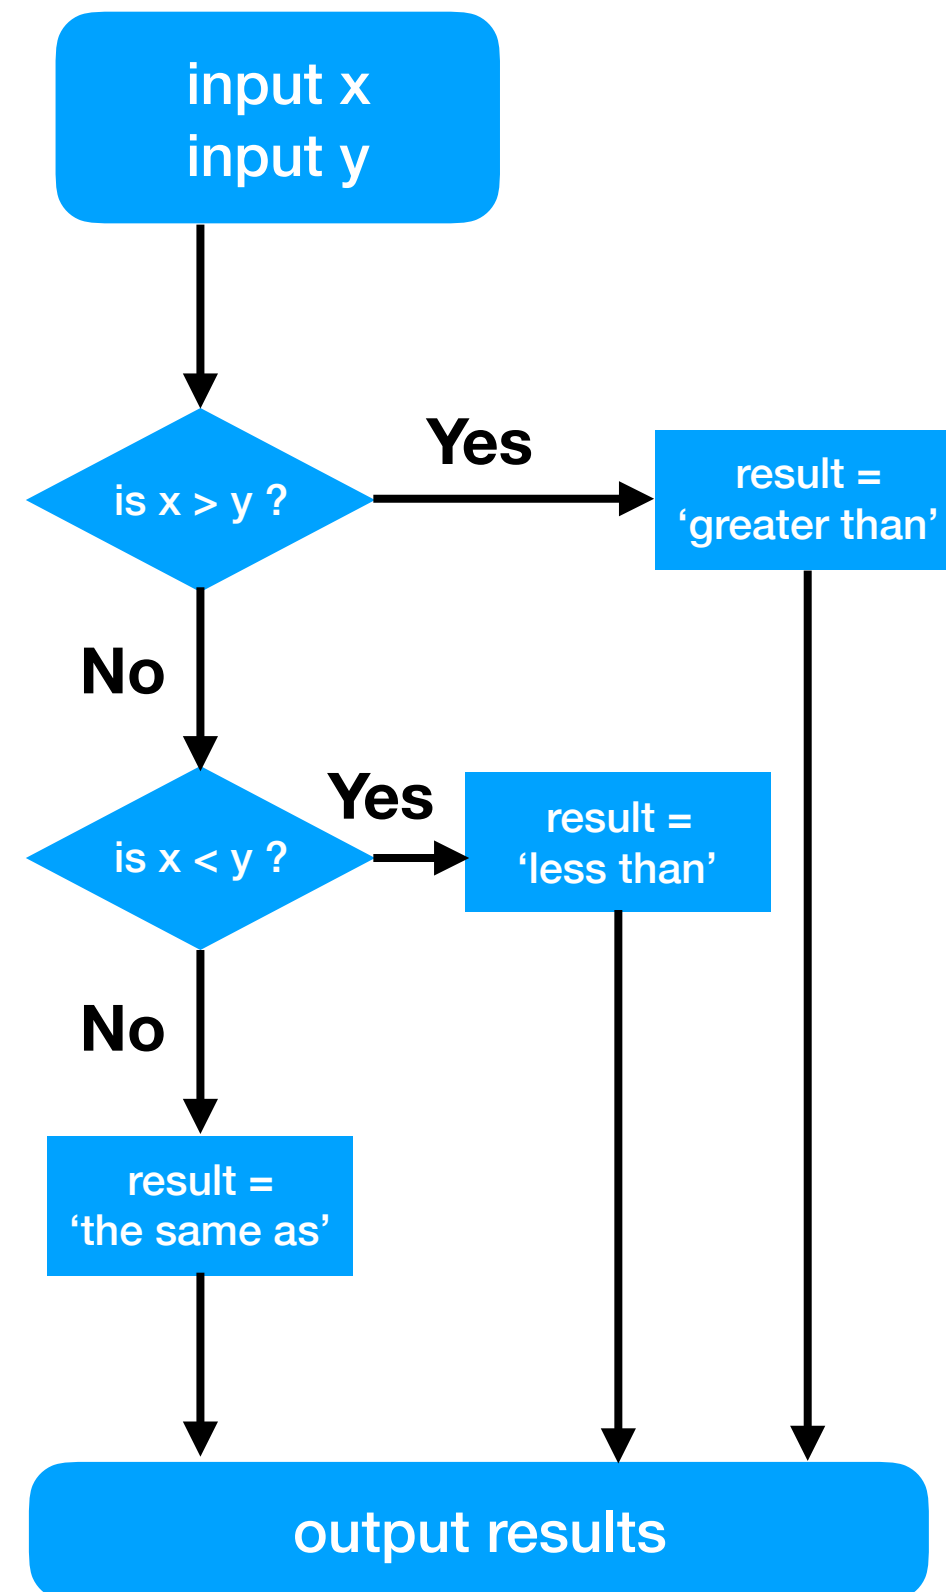 input x
input y
is x > y ?
Yes
result =
‘greater than’
No
is x < y ?
Yes
result =
‘less than’
No
result =
‘the same as’
output results